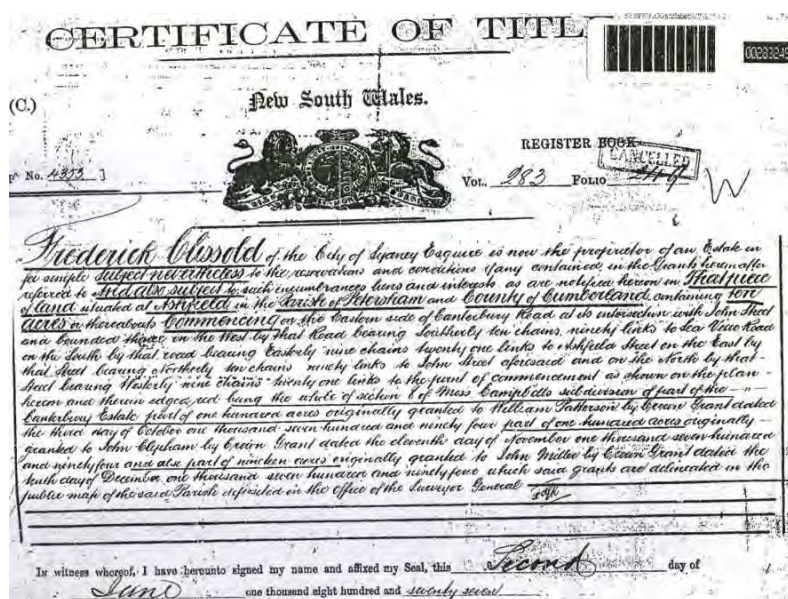 CERTIFICATE OF TITL
00283249
(C.)
New South Wales.
REGISTER BOOK
CANCELLED
No. 4353 ]
VOL. 283 FOLIO 249
W
Frederick Clissold of the City of Sydney Esquire is now the proprietor of an Estate in
fee simple subject nevertheless to the reservations and conditions if any contained in the Grants hereinafter
referred to And also subject to such incumbrances liens and interests as are notified hereon in That piece
of land situated at Ashfield in the Parish of Petersham and County of Cumberland containing ten
acres or thereabouts Commencing on the Eastern side of Canterbury Road at its intersection with John Street
and bounded thence on the West by that Road bearing Southerly ten chains ninety links to Sea View Road
on the South by that road bearing Easterly nine chains twenty one links to Ashfield Street on the East by
that Street bearing Northerly ten chains ninety links to John Street aforesaid and on the North by that
Street bearing Westerly nine chains twenty one links to the point of commencement as shown on the plan
hereon and therein edged red being the whole of section 8 of Miss Campbells subdivision of part of the
Canterbury Estate part of one hundred acres originally granted to William Patterson by Crown Grant dated
the third day of October one thousand seven hundred and ninety four part of one hundred acres originally
granted to John Clepham by Crown Grant dated the eleventh day of November one thousand seven hundred
and ninety four and also part of nineteen acres originally granted to John Miller by Crown Grant dated the
tenth day of December one thousand seven hundred and ninety four which said grants are delineated in the
public map of the said Parish deposited in the office of the Surveyor General
In witness whereof, I have hereunto signed my name and affixed my Seal, this Second day of
June one thousand eight hundred and seventy seven